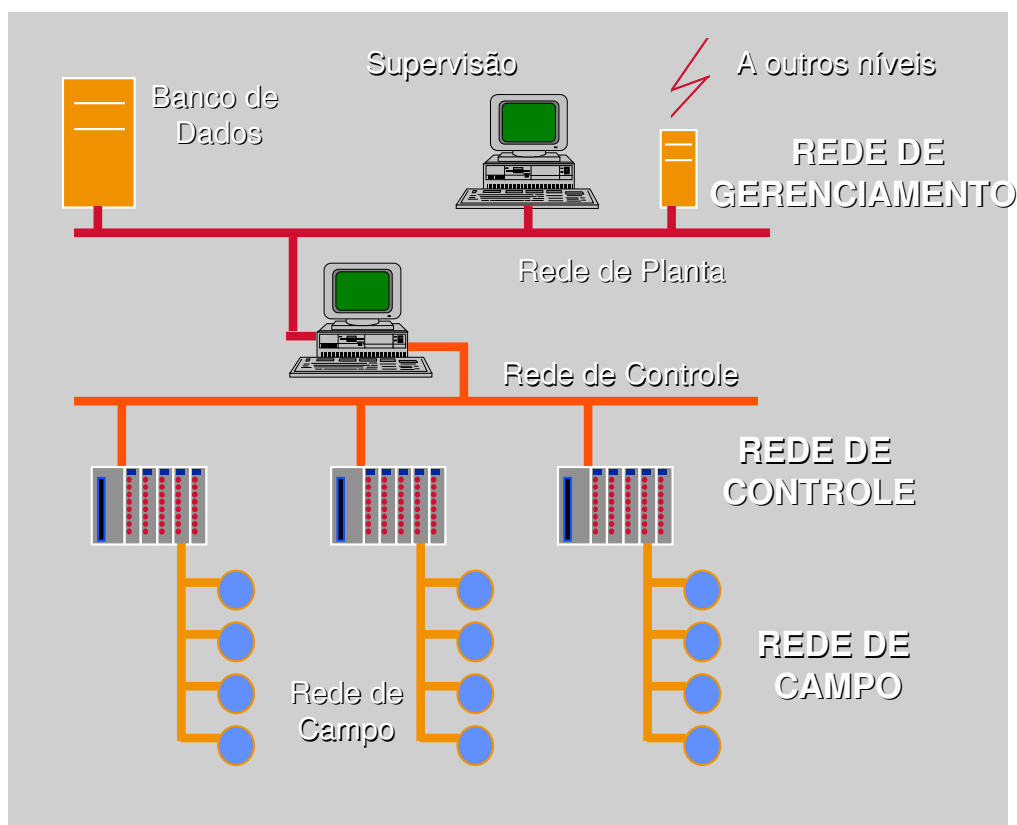 Supervisão
A outros níveis
Banco de
Dados
REDE DE
GERENCIAMENTO
Rede de Planta
Rede de Controle
REDE DE
CONTROLE
REDE DE
CAMPO
Rede de
Campo